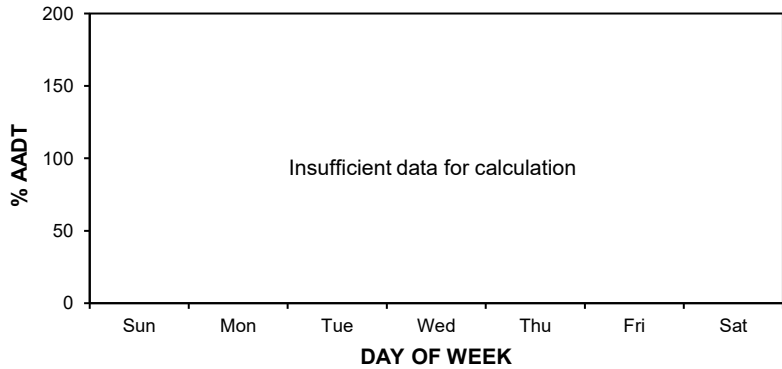 200
150
100
50
0
% AADT
Insufficient data for calculation
Sun Mon Tue Wed Thu Fri Sat
DAY OF WEEK